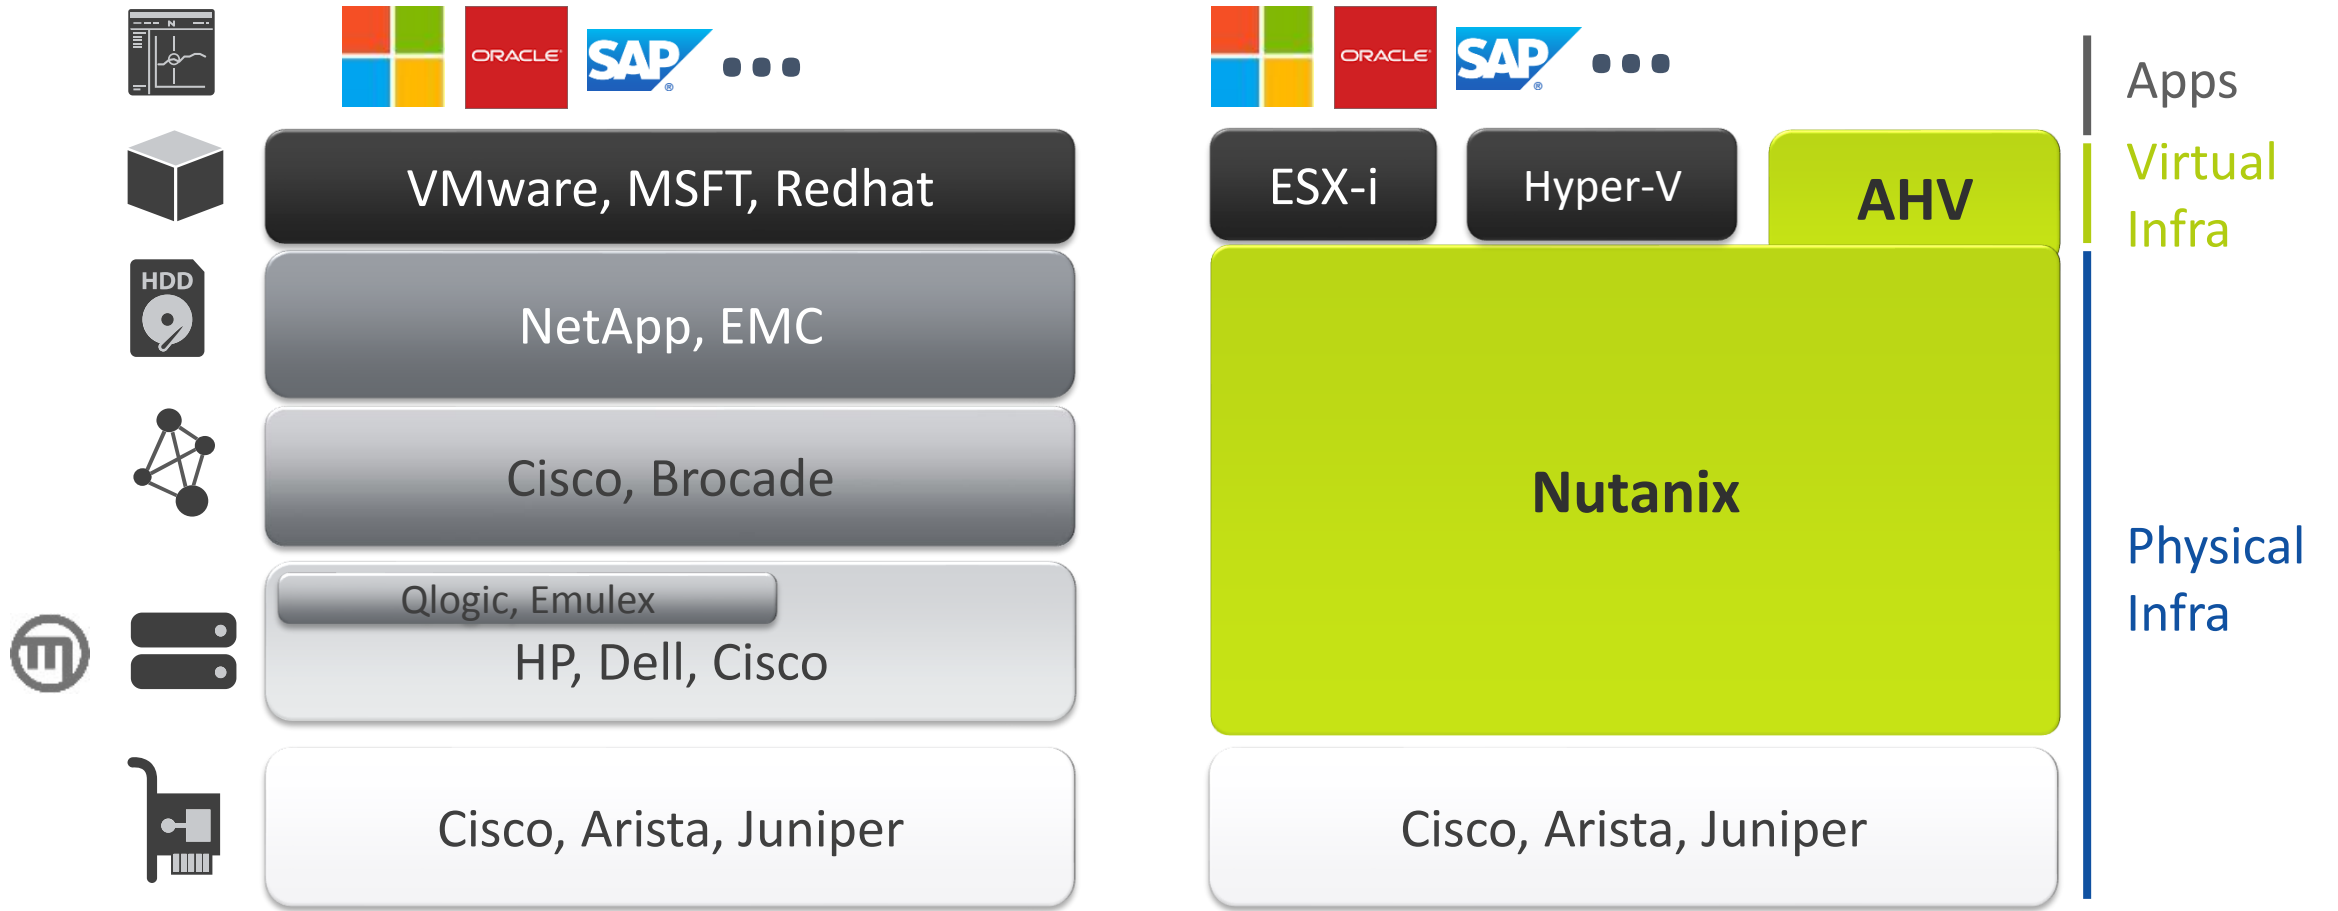 N
ORACLE
SAP
ORACLE
SAP
Apps
VMware, MSFT, Redhat
ESX-i
Hyper-V
AHV
Virtual
Infra
HDD
NetApp, EMC
Cisco, Brocade
Nutanix
Qlogic, Emulex
HP, Dell, Cisco
Physical
Infra
Cisco, Arista, Juniper
Cisco, Arista, Juniper